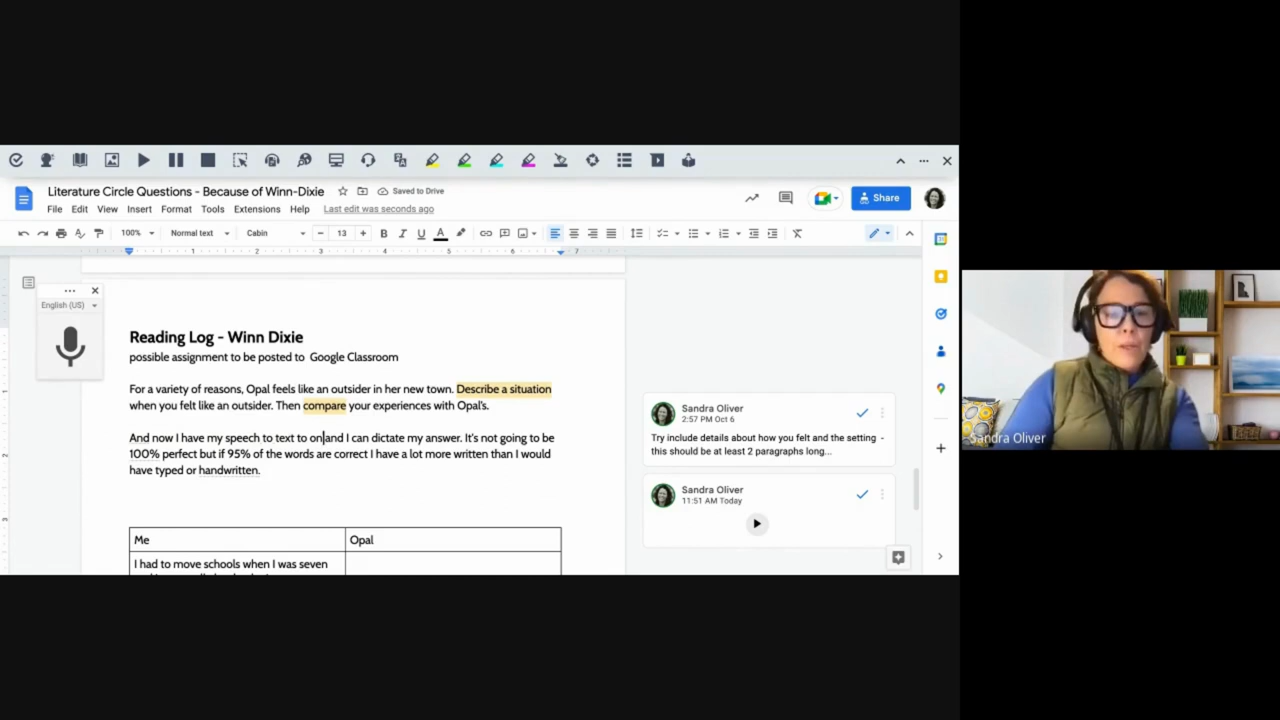 Literature Circle Questions - Because of Winn-Dixie
Saved to Drive
File Edit View Insert Format Tools Extensions Help Last edit was seconds ago
Share
100% Normal text Cabin 13 B I U A
1 2 3 4 5 6 7
English (US)
Reading Log - Winn Dixie
possible assignment to be posted to Google Classroom
For a variety of reasons, Opal feels like an outsider in her new town. Describe a situation
when you felt like an outsider. Then compare your experiences with Opal's.
And now I have my speech to text to on and I can dictate my answer. It's not going to be
100% perfect but if 95% of the words are correct I have a lot more written than I would
have typed or handwritten.
Me Opal
I had to move schools when I was seven
Sandra Oliver
2:57 PM Oct 6
Try include details about how you felt and the setting -
this should be at least 2 paragraphs long...
Sandra Oliver
11:51 AM Today
Sandra Oliver